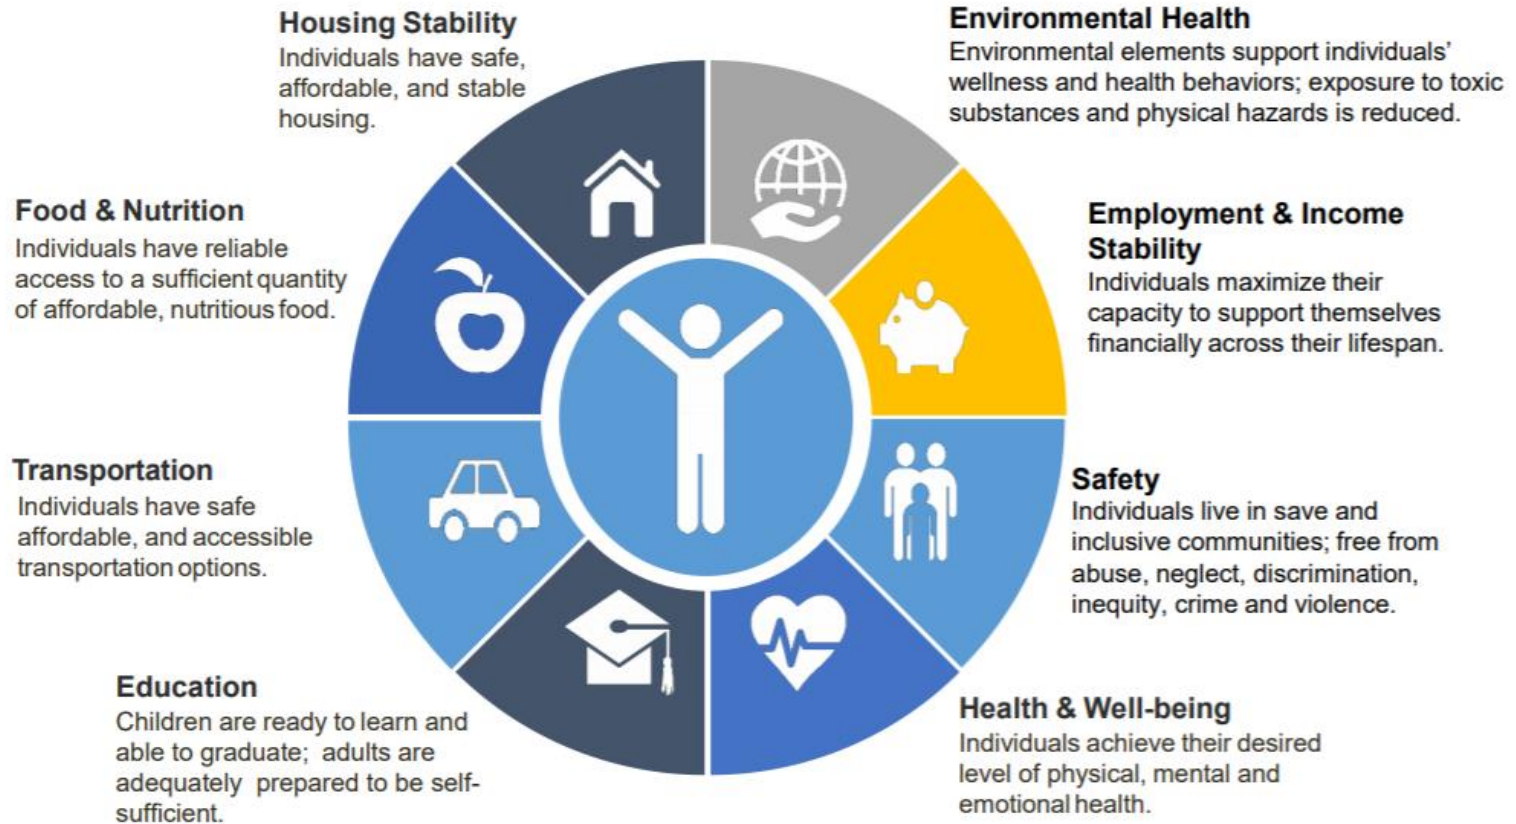 Housing Stability
Individuals have safe,
affordable, and stable
housing.
Environmental Health
Environmental elements support individuals’
wellness and health behaviors; exposure to toxic
substances and physical hazards is reduced.
Food & Nutrition
Individuals have reliable
access to a sufficient quantity
of affordable, nutritious food.
Employment & Income
Stability
Individuals maximize their
capacity to support themselves
financially across their lifespan.
Transportation
Individuals have safe
affordable, and accessible
transportation options.
Safety
Individuals live in save and
inclusive communities; free from
abuse, neglect, discrimination,
inequity, crime and violence.
Education
Children are ready to learn and
able to graduate;  adults are
adequately  prepared to be self-
sufficient.
Health & Well-being
Individuals achieve their desired
level of physical, mental and
emotional health.